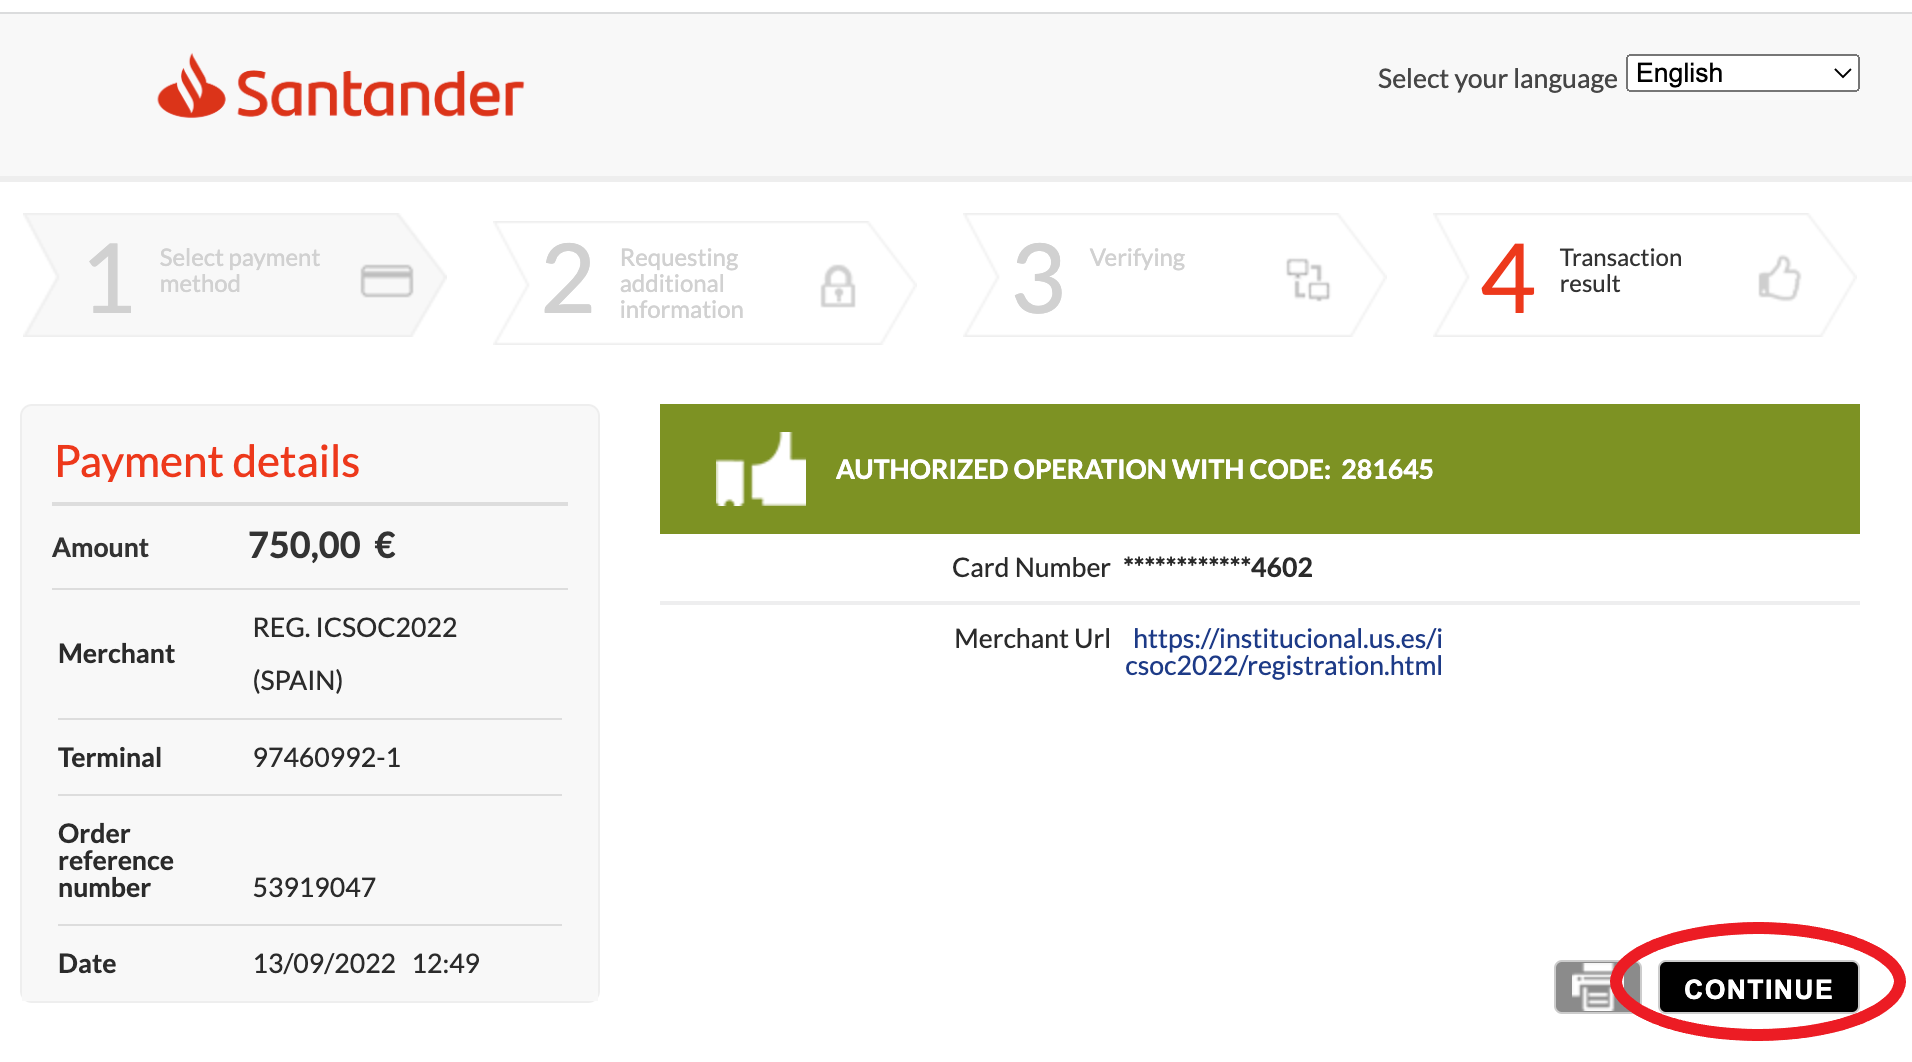 Santander
Select your language English
1 Select payment
method
2 Requesting
additional
information
3 Verifying
4 Transaction
result
Payment details
Amount 750,00 €
Merchant REG. ICSOC2022
(SPAIN)
Terminal 97460992-1
Order
reference
number 53919047
Date 13/09/2022 12:49
AUTHORIZED OPERATION WITH CODE: 281645
Card Number ************4602
Merchant Url https://institucional.us.es/i
csoc2022/registration.html
CONTINUE